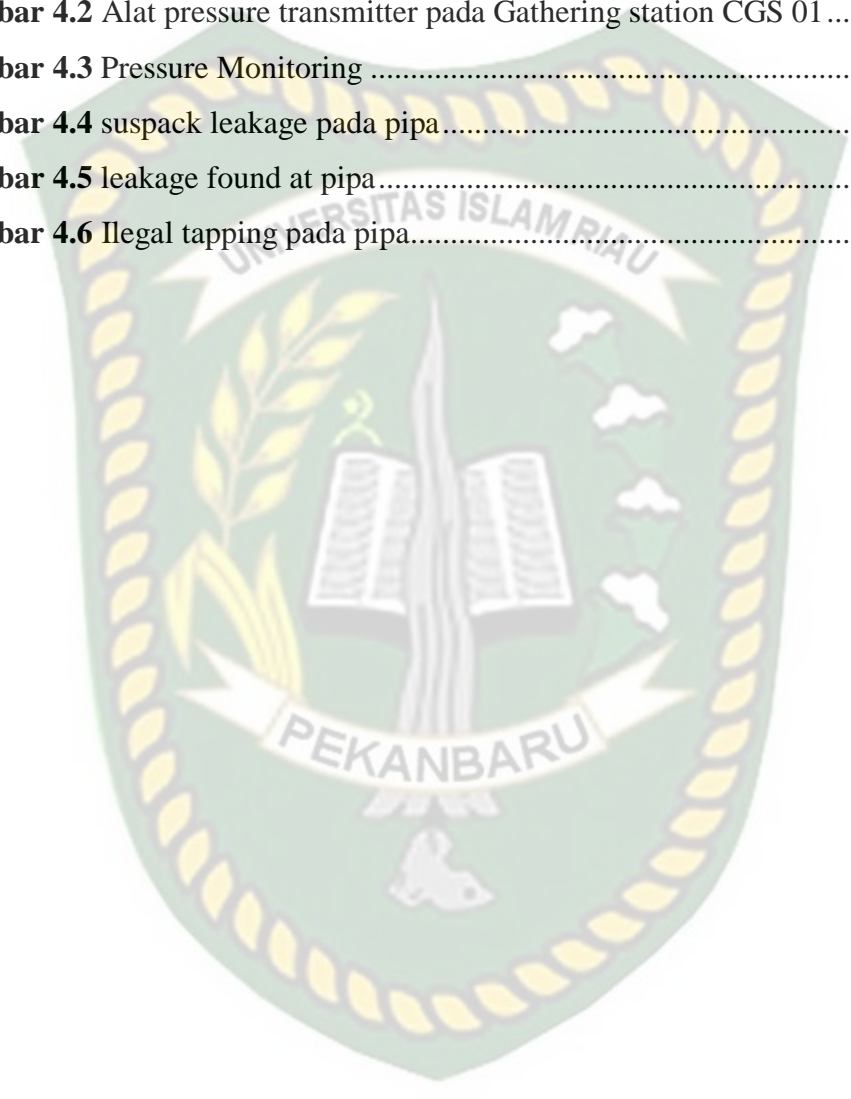 bar 4.2 Alat pressure transmitter pada Gathering station CGS 01...
bar 4.3 Pressure Monitoring ..........................................................
bar 4.4 suspack leakage pada pipa.................................................
bar 4.5 leakage found at pipa.........................................................
bar 4.6 Ilegal tapping pada pipa.....................................................
UNIVERSITAS ISLAM RIAU
PEKANBARU